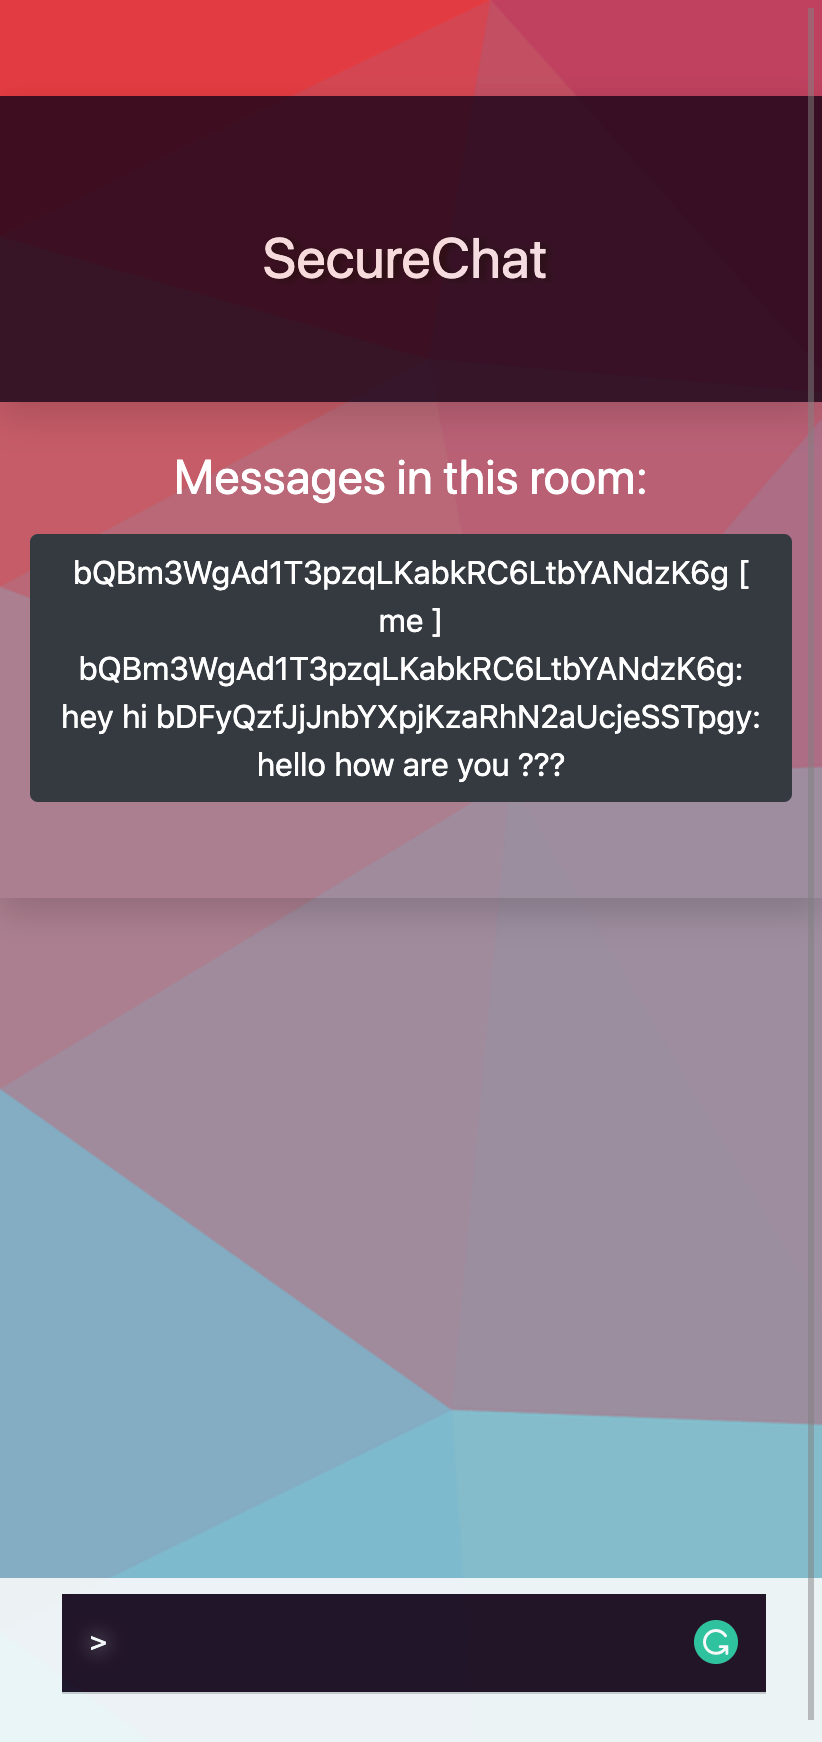 SecureChat
Messages in this room:
bQBm3WgAd1T3pzqLKabkRC6LtbYANdzK6g [
me ]
bQBm3WgAd1T3pzqLKabkRC6LtbYANdzK6g:
hey hi bDFyQzfJjJnbYXpjKzaRhN2aUcjeSSTpgy:
hello how are you ???
>